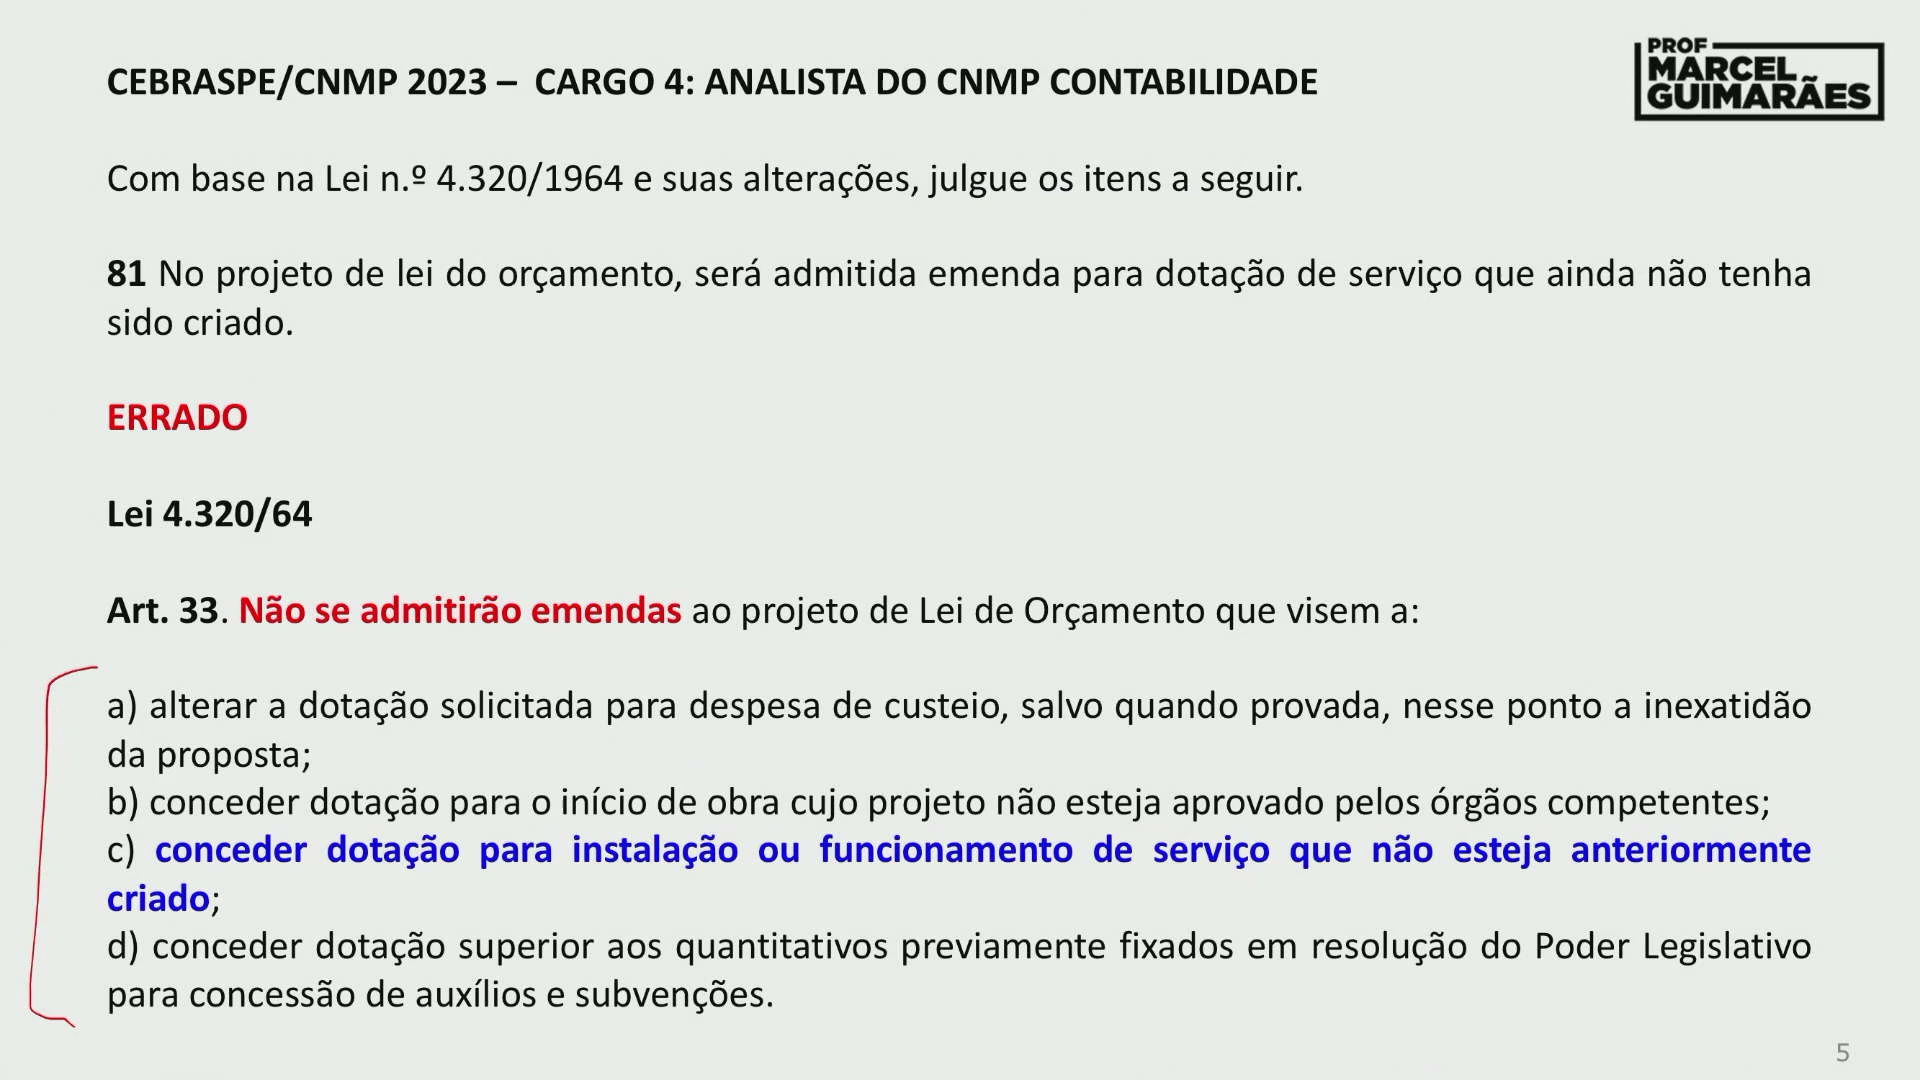 CEBRASPE/CNMP 2023 – CARGO 4: ANALISTA DO CNMP CONTABILIDADE
PROF
MARCEL
GUIMARÃES
Com base na Lei n.º 4.320/1964 e suas alterações, julgue os itens a seguir.
81 No projeto de lei do orçamento, será admitida emenda para dotação de serviço que ainda não tenha
sido criado.
ERRADO
Lei 4.320/64
Art. 33. Não se admitirão emendas ao projeto de Lei de Orçamento que visem a:
a) alterar a dotação solicitada para despesa de custeio, salvo quando provada, nesse ponto a inexatidão
da proposta;
b) conceder dotação para o início de obra cujo projeto não esteja aprovado pelos órgãos competentes;
c) conceder dotação para instalação ou funcionamento de serviço que não esteja anteriormente
criado;
d) conceder dotação superior aos quantitativos previamente fixados em resolução do Poder Legislativo
para concessão de auxílios e subvenções.
5